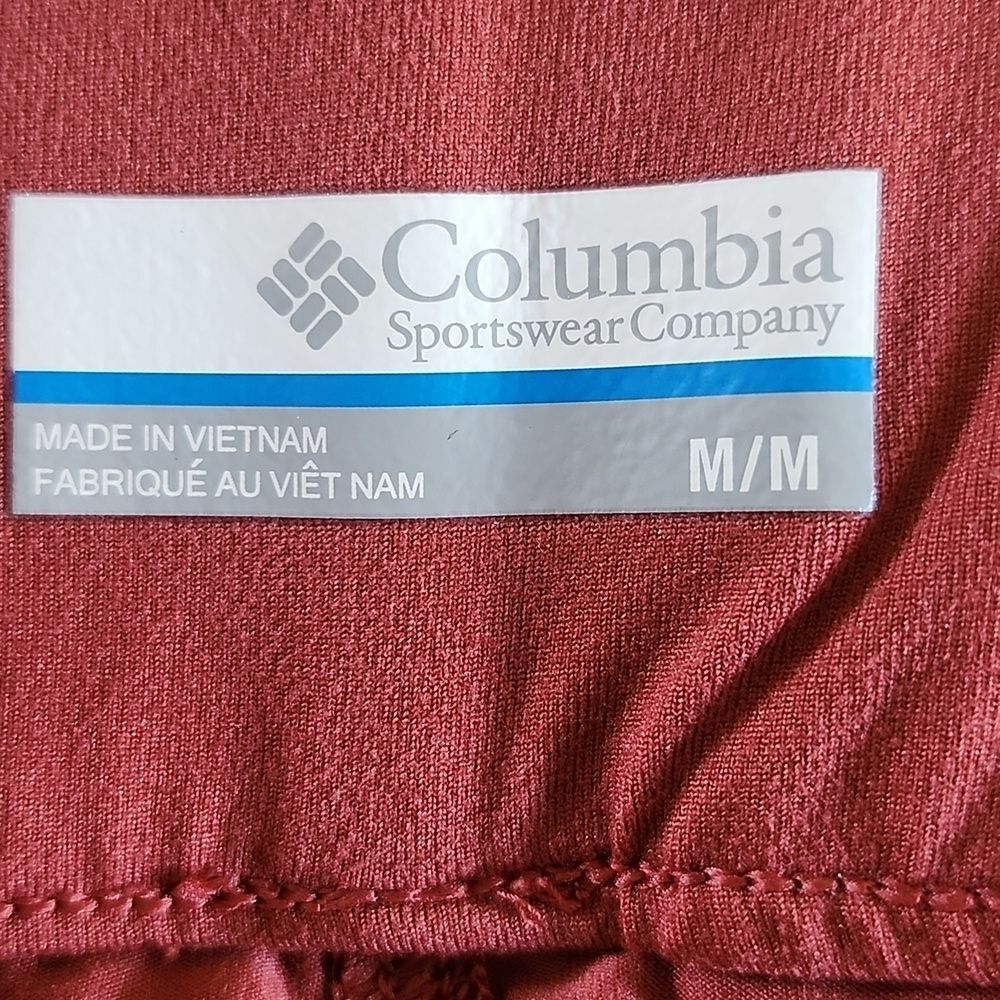 Columbia
Sportswear Company
MADE IN VIETNAM
FABRIQUÉ AU VIÊT NAM
M/M